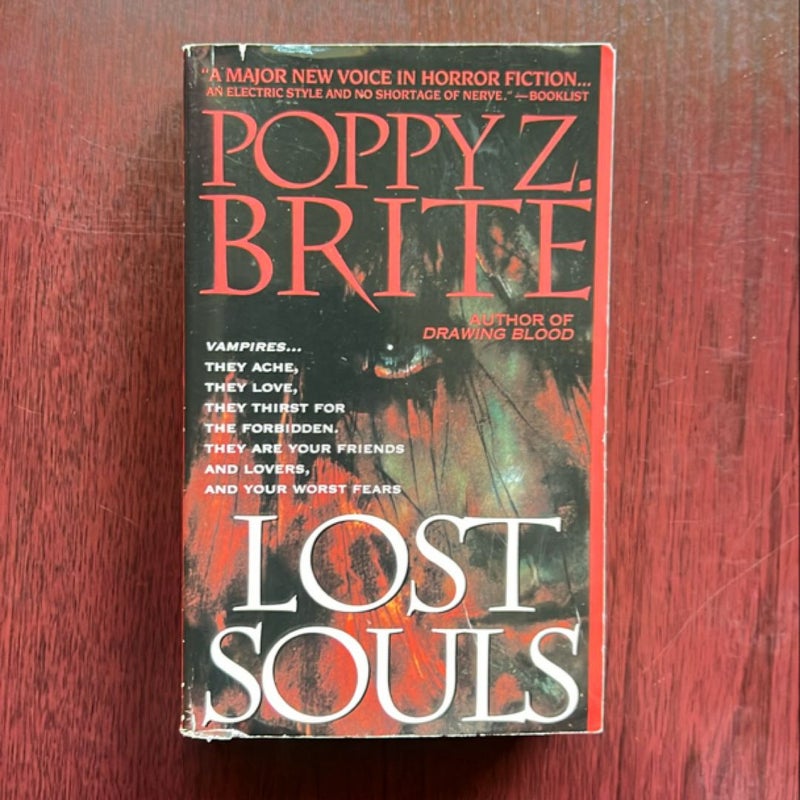 "A MAJOR NEW VOICE IN HORROR FICTION...
AN ELECTRIC STYLE AND NO SHORTAGE OF NERVE." —BOOKLIST
POPPY Z.
BRITE
AUTHOR OF
DRAWING BLOOD
VAMPIRES...
THEY ACHE,
THEY LOVE,
THEY THIRST FOR
THE FORBIDDEN.
THEY ARE YOUR FRIENDS
AND LOVERS,
AND YOUR WORST FEARS
LOST
SOULS